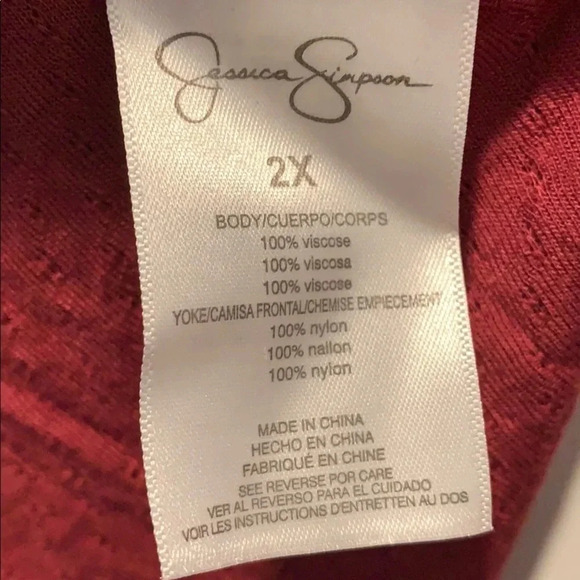 Jessica Simpson
2X
BODY/CUERPO/CORPS
100% viscose
100% viscosa
100% viscose
YOKE/CAMISA FRONTAL/CHEMISE EMPIECEMENT
100% nylon
100% nailon
100% nylon
MADE IN CHINA
HECHO EN CHINA
FABRIQUÉ EN CHINE
SEE REVERSE FOR CARE
VER AL REVERSO PARA EL CUIDADO
VOIR LES INSTRUCTIONS D'ENTRETTEN AU DOS